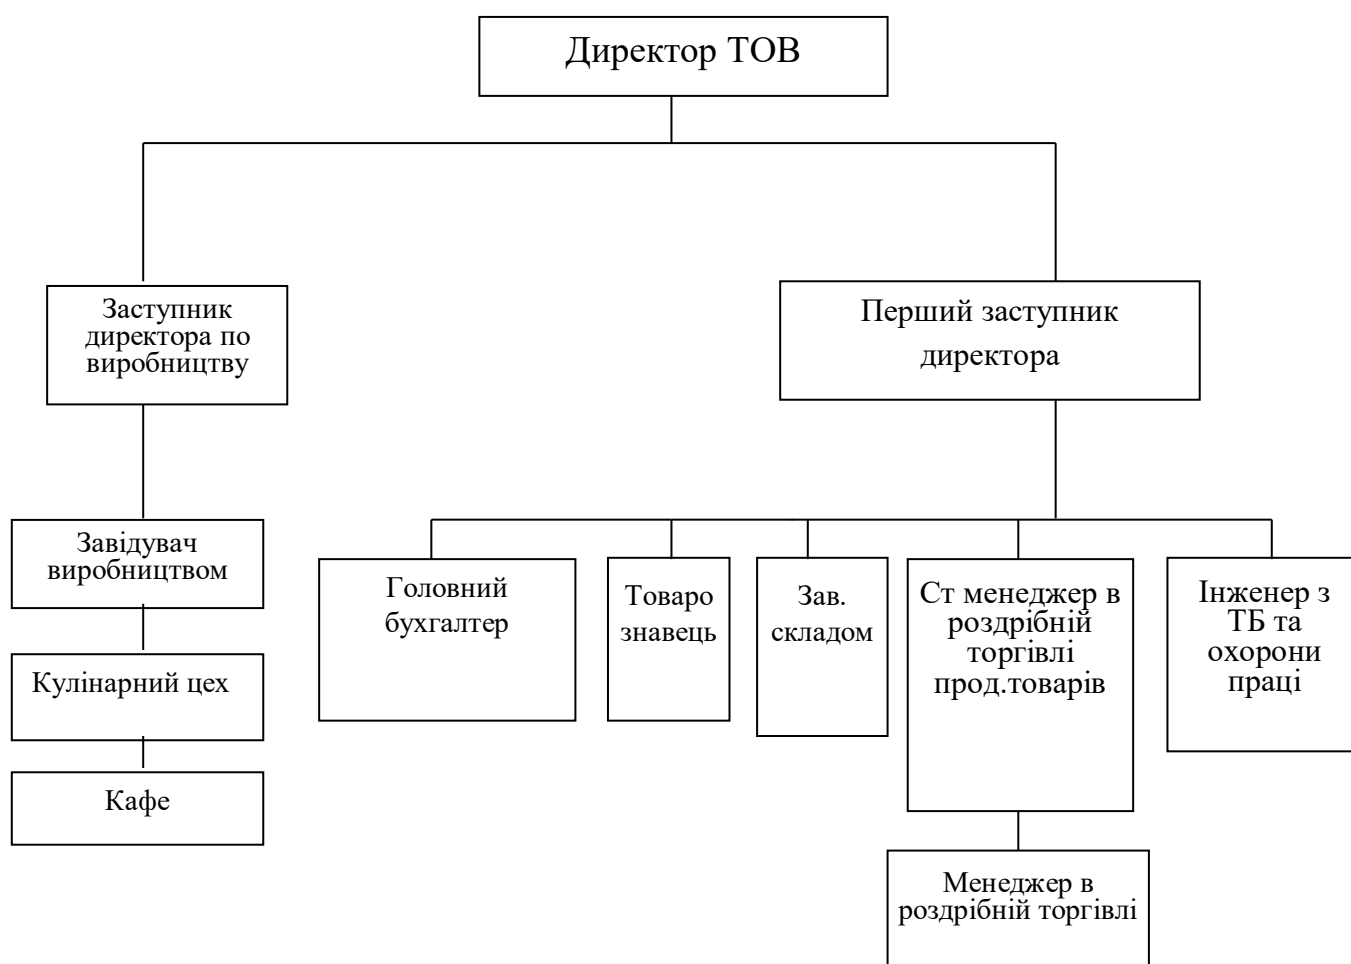 Директор ТОВ
Заступник
директора по
виробництву
Перший заступник
директора
Завідувач
виробництвом
Кулінарний цех
Кафе
Головний
бухгалтер
Товаро
знавець
Зав.
складом
Ст менеджер в
роздрібній
торгівлі
прод.товарів
Інженер з
ТБ та
охорони
праці
Менеджер в
роздрібній торгівлі